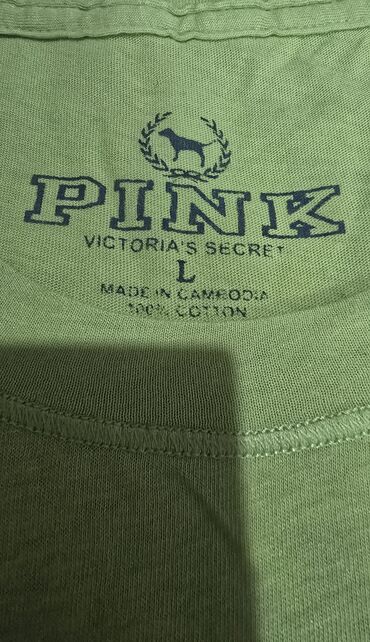 PINK
VICTORIA'S SECRET
L
MADE IN CAMBODIA
100% COTTON